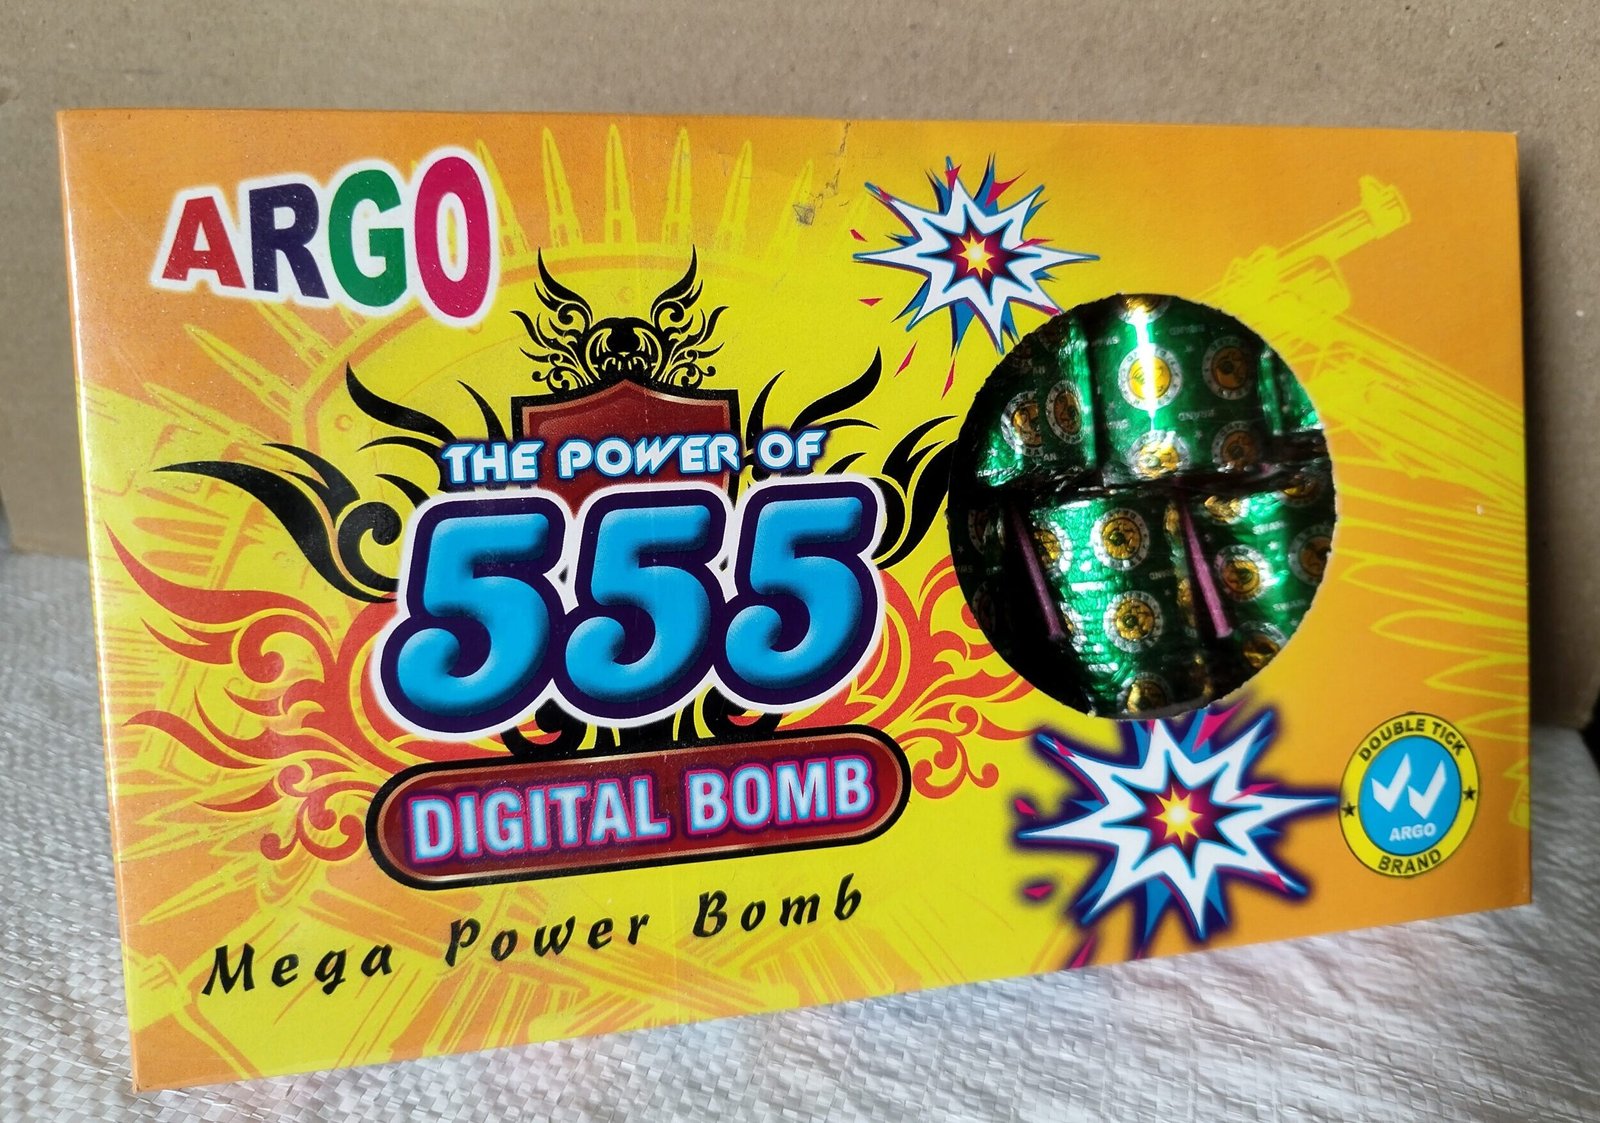 ARGO
THE POWER OF
555
DIGITAL BOMB
Mega Power Bomb
DOUBLE TICK
ARGO
BRAND